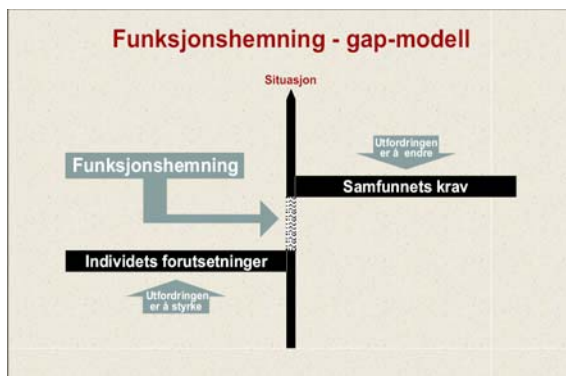 Funksjonshemning - gap-modell
Situasjon
Utfordringen
er å endre
Funksjonshemning
Samfunnets krav
Individets forutsetninger
Utfordringen
er å styrke